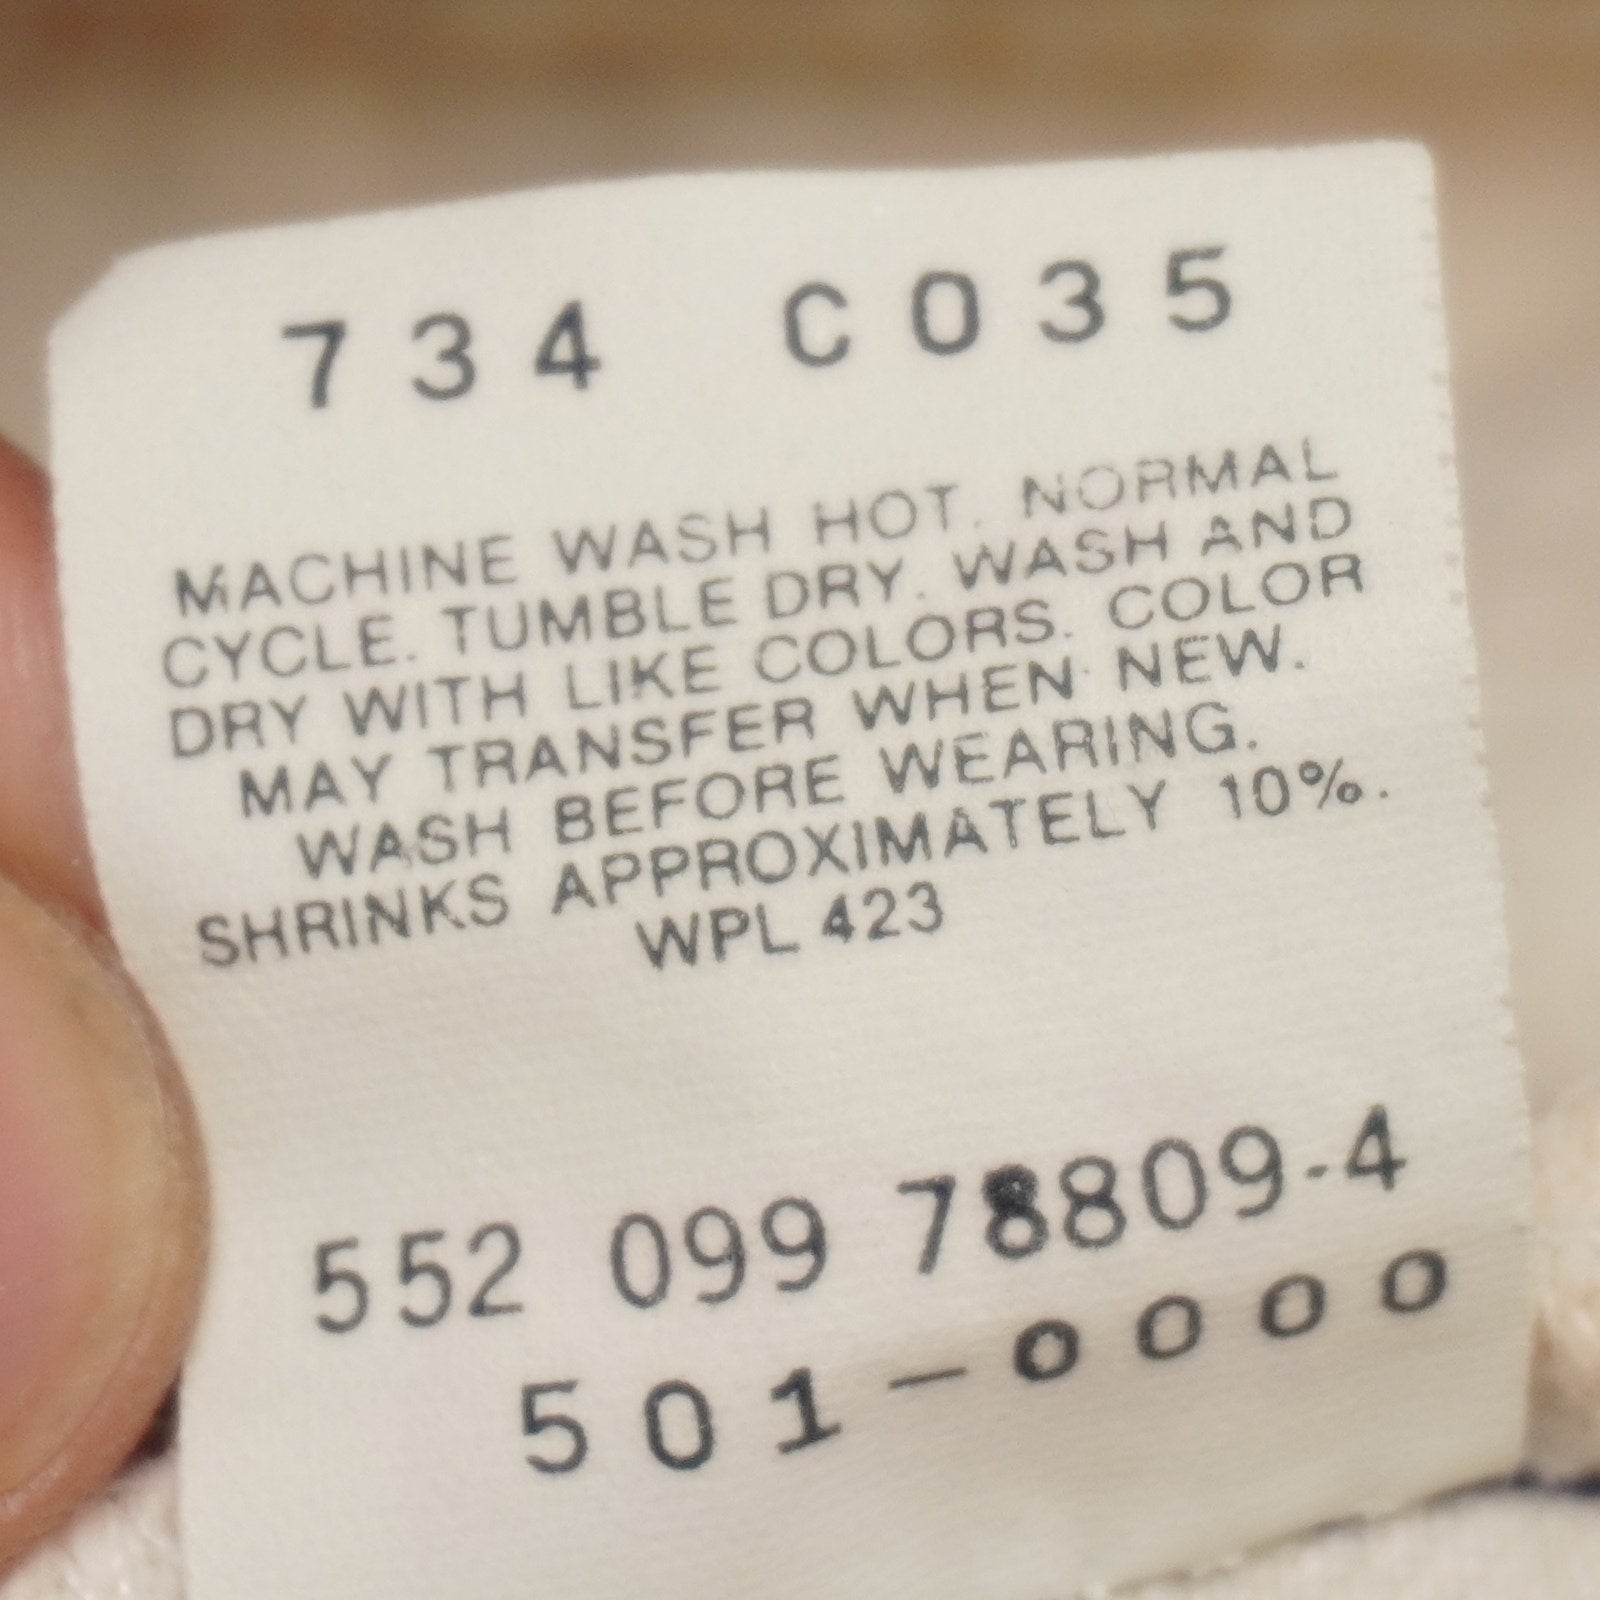 734 C035
MACHINE WASH HOT. NORMAL
CYCLE. TUMBLE DRY. WASH AND
DRY WITH LIKE COLORS. COLOR
MAY TRANSFER WHEN NEW.
WASH BEFORE WEARING.
SHRINKS APPROXIMATELY 10%.
WPL 423
552 099 78809-4
501-0000